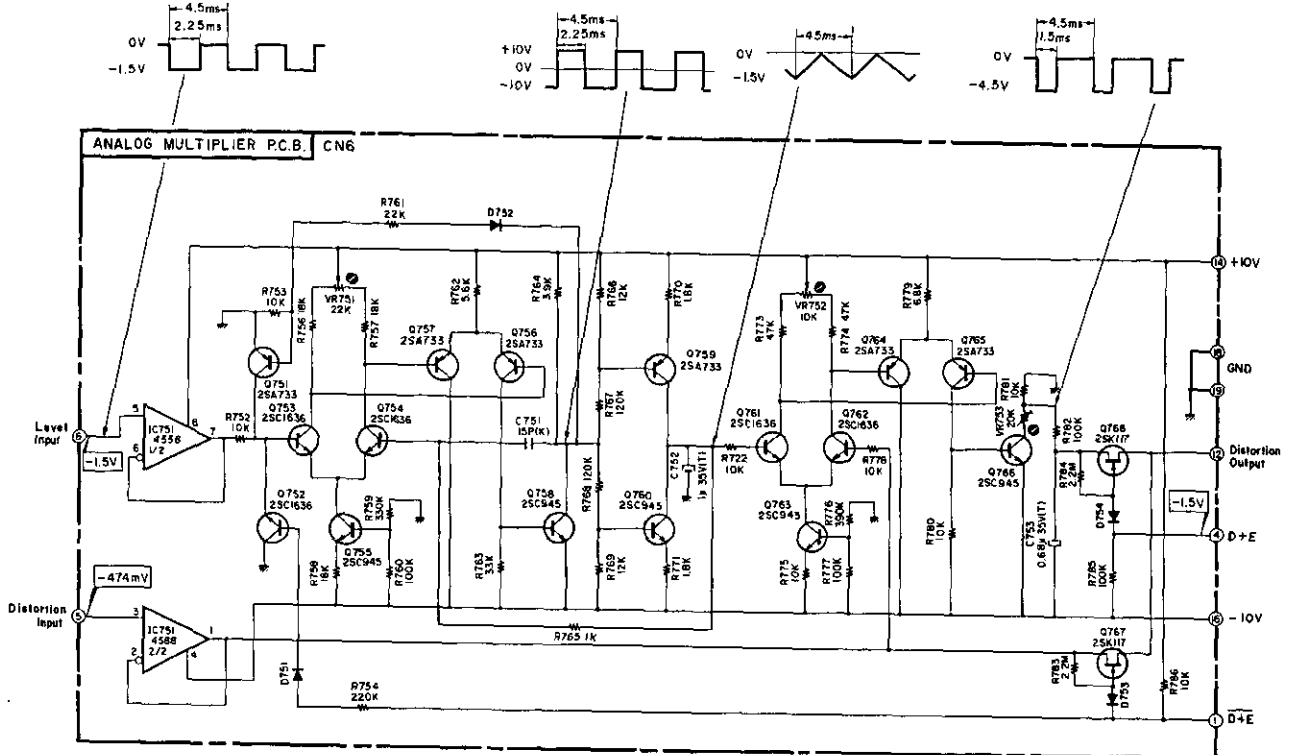 4.5ms
2.25ms
0V
-1.5V
4.5ms
2.25ms
+10V
0V
-10V
4.5ms
0V
-1.5V
4.5ms
1.5ms
0V
-4.5V
ANALOG MULTIPLIER P.C.B. CN6
R761
22K
D752
R753
10K
R756 18K
VR751
22K
R757 18K
R762
5.6K
R764
3.9K
R766
12K
R770
1.8K
VR752
10K
R773
47K
R774 47K
R779
6.8K
14 +10V
Q757
2SA733
Q756
2SA733
Q759
2SA733
Q764
2SA733
Q765
2SA733
18
GND
19
Q751
2SA733
Q753
2SC1636
Q754
2SC1636
R767
120K
R781
10K
VR753
20K
R782
100K
Level
Input
6
-1.5V
5
6
8
7
IC751
4556
1/2
R752
10K
C751
15P(K)
Q761
2SC1636
Q762
2SC1636
R722
10K
R778
10K
Q766
2SC945
Q768
2SK117
12
Distortion
Output
R784
2.2M
D754
-1.5V
4
D+E
Q752
2SC1636
R759
330K
R768 120K
C752
1μ 35V(T)
Q758
2SC945
Q760
2SC945
Q763
2SC945
R776
390K
R780
10K
C753
0.68μ 35V(T)
R785
100K
Q755
2SC945
R758
18K
R760
100K
R763
33K
R769
12K
R771
1.8K
R775
10K
R777
100K
-474mV
Distortion
Input
5
3
2
4
1
IC751
4588
2/2
R765 1K
16 -10V
Q767
2SK117
R783
2.2M
D753
R786
10K
D751
R754
220K
1 D+E